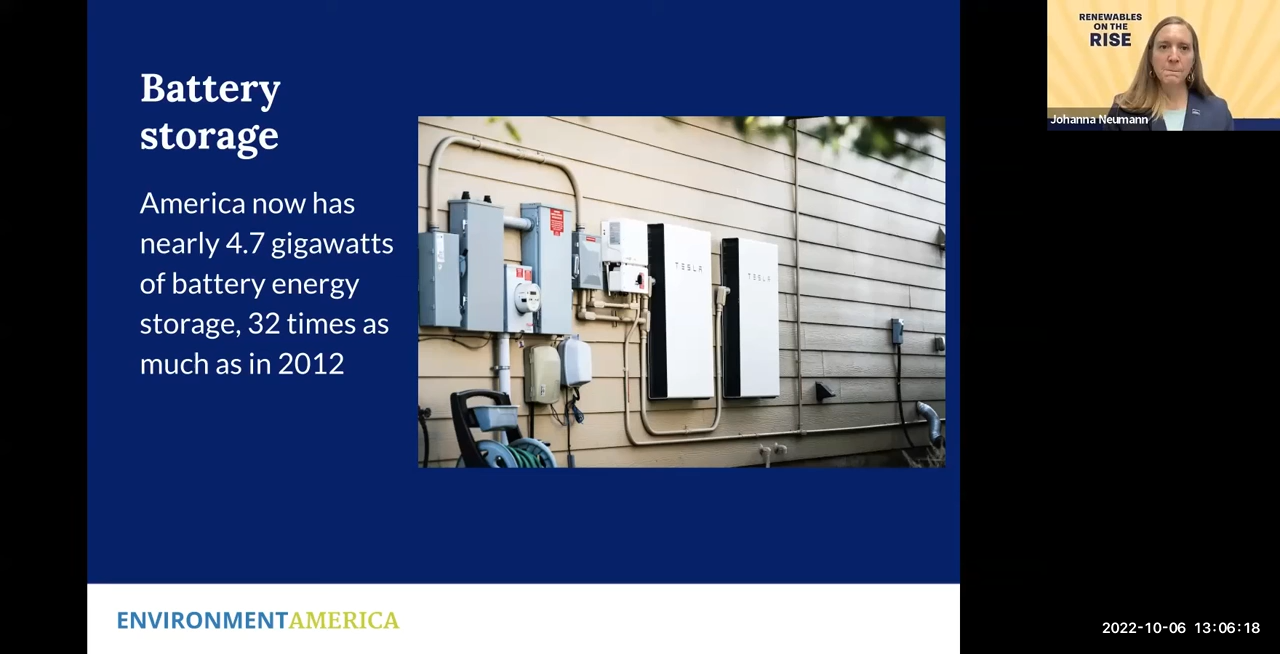 Battery
storage
America now has
nearly 4.7 gigawatts
of battery energy
storage, 32 times as
much as in 2012
TESLA
TESLA
ENVIRONMENTAMERICA
RENEWABLES
ON THE
RISE
Johanna Neumann
2022-10-06 13:06:18